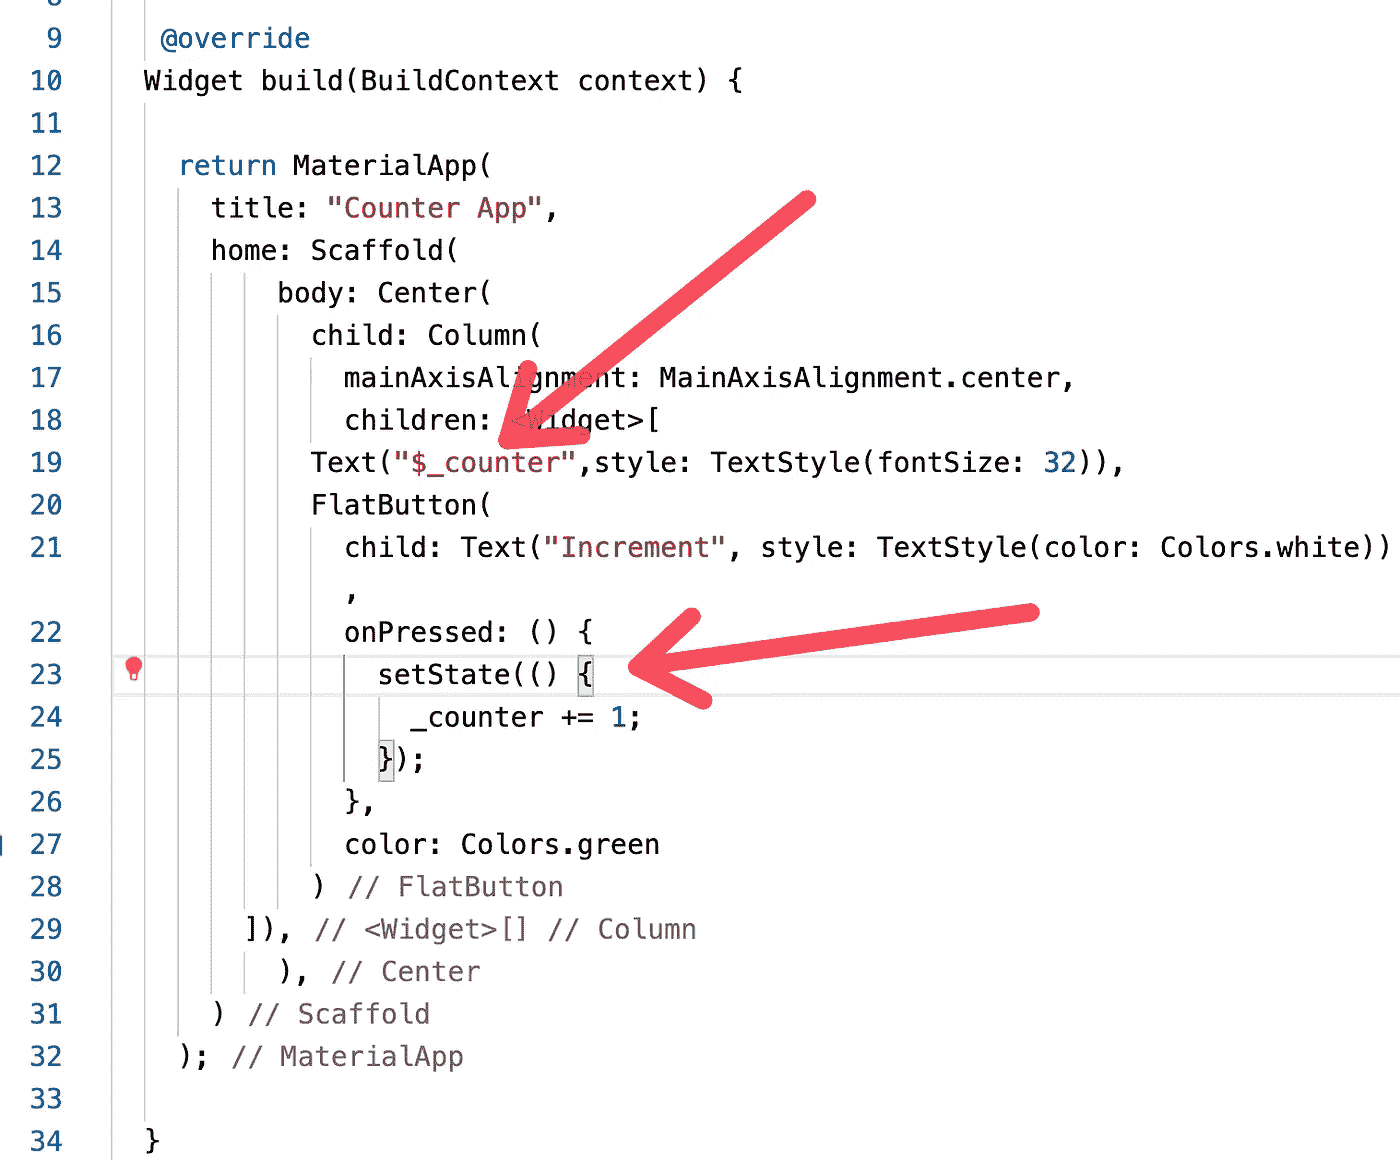 9 @override
10 Widget build(BuildContext context) {
11
12 return MaterialApp(
13 title: "Counter App",
14 home: Scaffold(
15 body: Center(
16 child: Column(
17 mainAxisAlignment: MainAxisAlignment.center,
18 children: <Widget>[
19 Text("$_counter",style: TextStyle(fontSize: 32)),
20 FlatButton(
21 child: Text("Increment", style: TextStyle(color: Colors.white))
,
22 onPressed: () {
23 setState(() {
24 _counter += 1;
25 });
26 },
27 color: Colors.green
28 ) // FlatButton
29 ]), // <Widget>[] // Column
30 ), // Center
31 ) // Scaffold
32 ); // MaterialApp
33
34 }